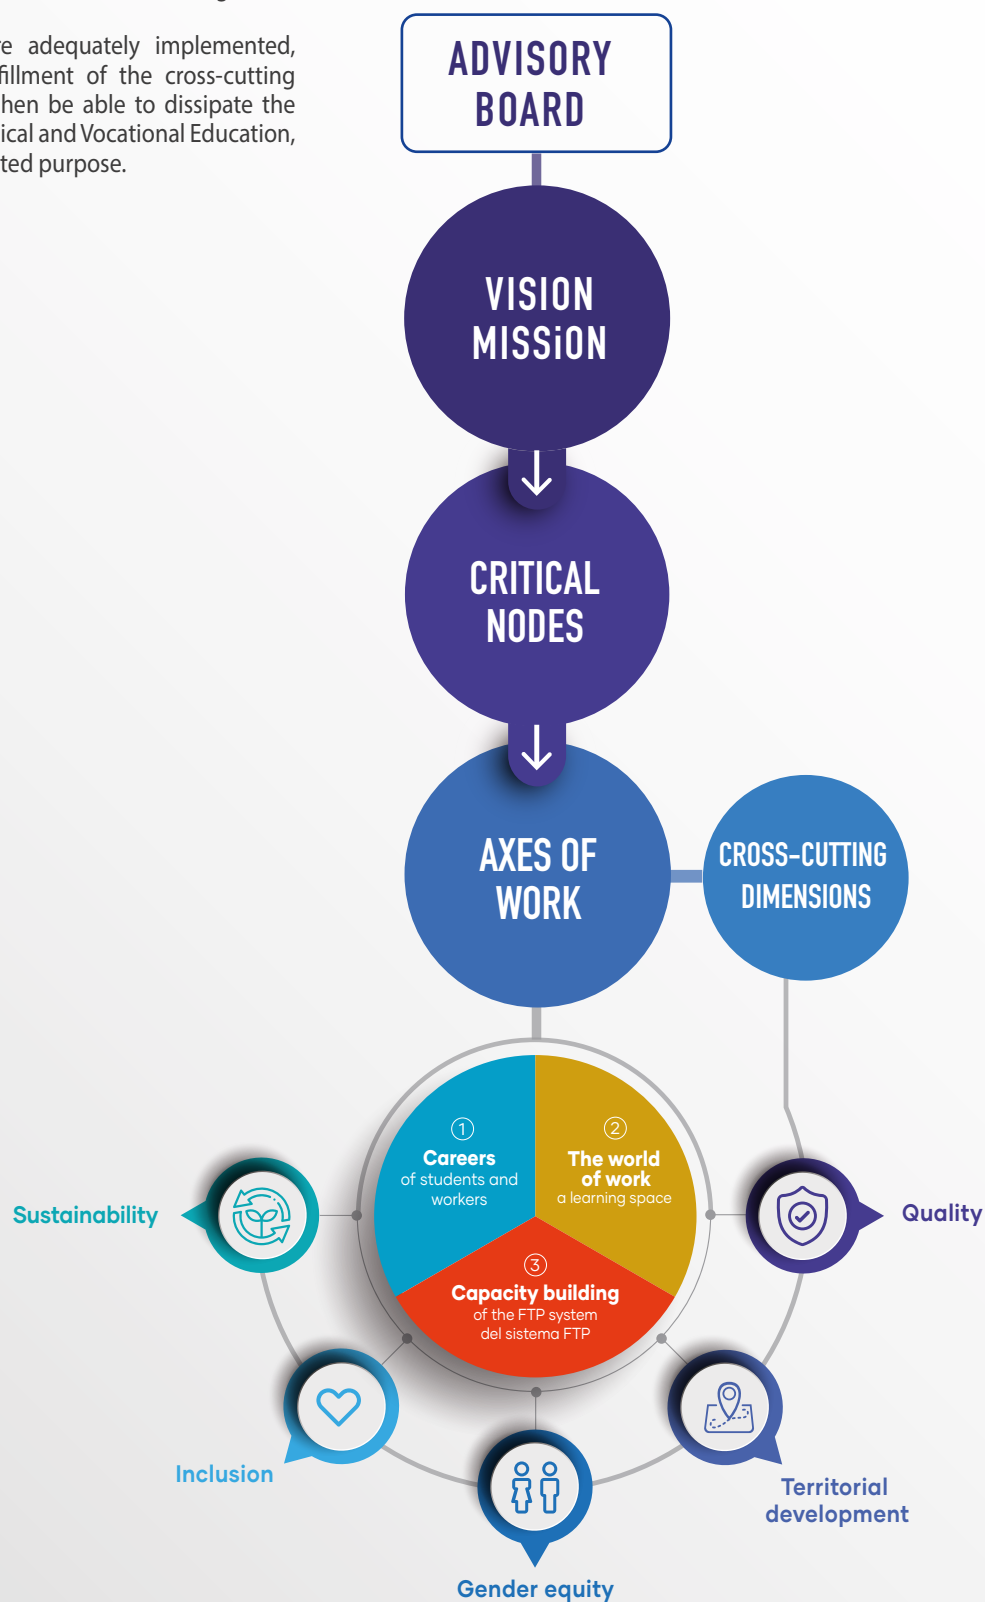 re adequately implemented,
fillment of the cross-cutting
hen be able to dissipate the
ical and Vocational Education,
ted purpose.
ADVISORY
BOARD
VISION
MISSiON
CRITICAL
NODES
AXES OF
WORK
CROSS-CUTTING
DIMENSIONS
1
Careers
of students and
workers
2
The world
of work
a learning space
3
Capacity building
of the FTP system
del sistema FTP
Sustainability
Quality
Inclusion
Territorial
development
Gender equity